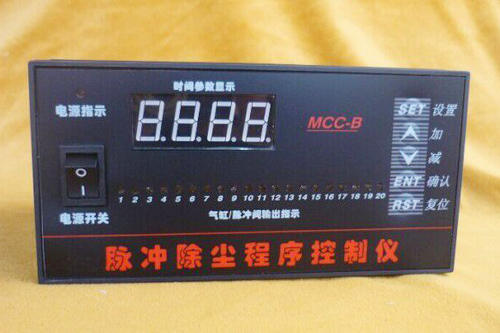 时间参数显示
电源指示
8.8.8.8.
MCC-B
SET 设置
加
减
ENT 确认
RST 复位
1 2 3 4 5 6 7 8 9 10 11 12 13 14 15 16 17 18 19 20
电源开关
气缸/脉冲阀输出指示
脉冲除尘程序控制仪